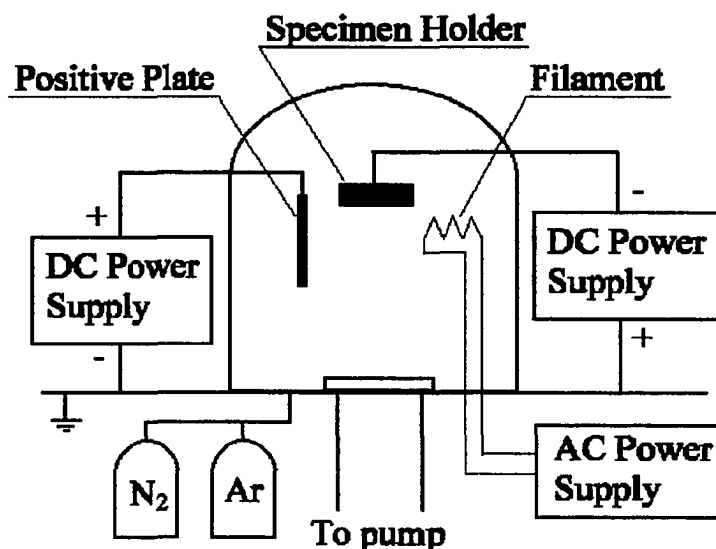 Specimen Holder
Positive Plate
Filament
+
DC Power
Supply
-
-
DC Power
Supply
+
N₂
Ar
To pump
AC Power
Supply